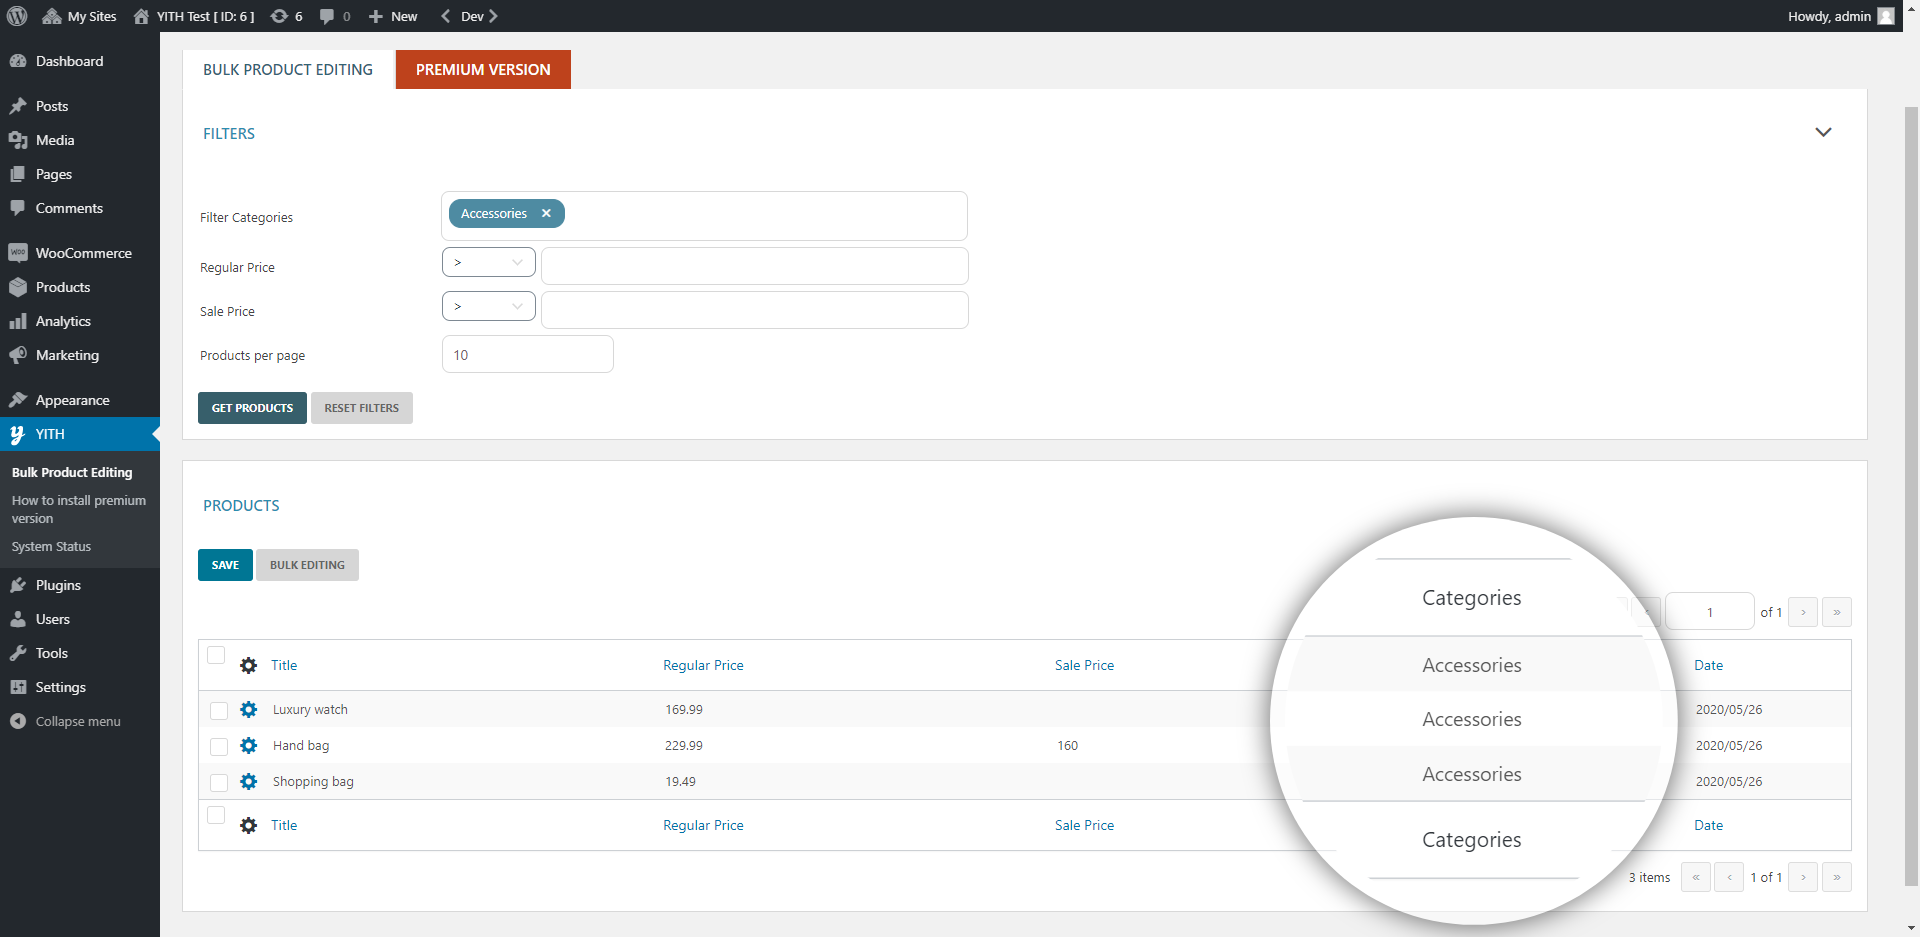 My Sites
YITH Test [ ID: 6 ]
6
0
New
Dev
Howdy, admin
Dashboard
Posts
Media
Pages
Comments
WooCommerce
Products
Analytics
Marketing
Appearance
YITH
Bulk Product Editing
How to install premium
version
System Status
Plugins
Users
Tools
Settings
Collapse menu
BULK PRODUCT EDITING
PREMIUM VERSION
FILTERS
Filter Categories
Accessories ×
Regular Price
>
Sale Price
>
Products per page
10
GET PRODUCTS
RESET FILTERS
PRODUCTS
SAVE
BULK EDITING
‹ 1 of 1 › »
Title Regular Price Sale Price Categories Date
Luxury watch 169.99 Accessories 2020/05/26
Hand bag 229.99 160 Accessories 2020/05/26
Shopping bag 19.49 Accessories 2020/05/26
Title Regular Price Sale Price Categories Date
3 items « ‹ 1 of 1 › »